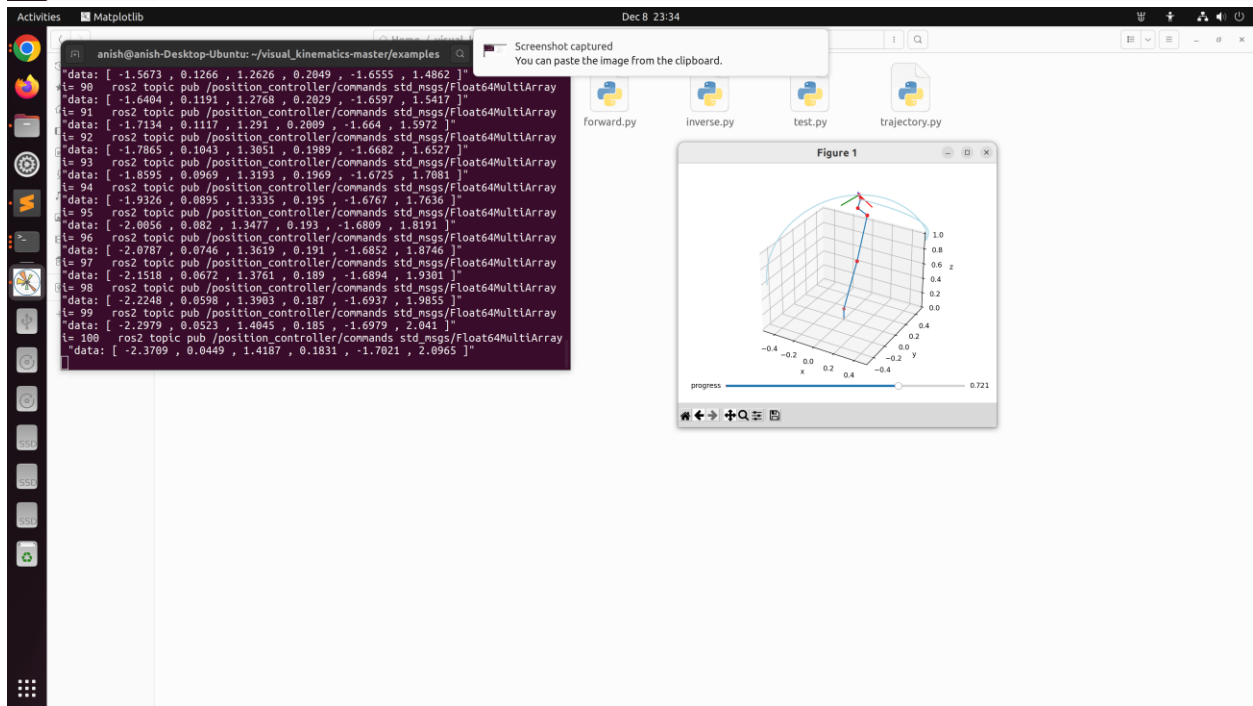 Activities
Matplotlib
Dec 8 23:34
anish@anish-Desktop-Ubuntu: ~/visual_kinematics-master/examples
Screenshot captured
You can paste the image from the clipboard.
"data: [ -1.5673 , 0.1266 , 1.2626 , 0.2049 , -1.6555 , 1.4862 ]"
i= 90 ros2 topic pub /position_controller/commands std_msgs/Float64MultiArray
"data: [ -1.6404 , 0.1191 , 1.2768 , 0.2029 , -1.6597 , 1.5417 ]"
i= 91 ros2 topic pub /position_controller/commands std_msgs/Float64MultiArray
"data: [ -1.7134 , 0.1117 , 1.291 , 0.2009 , -1.664 , 1.5972 ]"
i= 92 ros2 topic pub /position_controller/commands std_msgs/Float64MultiArray
"data: [ -1.7865 , 0.1043 , 1.3051 , 0.1989 , -1.6682 , 1.6527 ]"
i= 93 ros2 topic pub /position_controller/commands std_msgs/Float64MultiArray
"data: [ -1.8595 , 0.0969 , 1.3193 , 0.1969 , -1.6725 , 1.7081 ]"
i= 94 ros2 topic pub /position_controller/commands std_msgs/Float64MultiArray
"data: [ -1.9326 , 0.0895 , 1.3335 , 0.195 , -1.6767 , 1.7636 ]"
i= 95 ros2 topic pub /position_controller/commands std_msgs/Float64MultiArray
"data: [ -2.0056 , 0.082 , 1.3477 , 0.193 , -1.6809 , 1.8191 ]"
i= 96 ros2 topic pub /position_controller/commands std_msgs/Float64MultiArray
"data: [ -2.0787 , 0.0746 , 1.3619 , 0.191 , -1.6852 , 1.8746 ]"
i= 97 ros2 topic pub /position_controller/commands std_msgs/Float64MultiArray
"data: [ -2.1518 , 0.0672 , 1.3761 , 0.189 , -1.6894 , 1.9301 ]"
i= 98 ros2 topic pub /position_controller/commands std_msgs/Float64MultiArray
"data: [ -2.2248 , 0.0598 , 1.3903 , 0.187 , -1.6937 , 1.9855 ]"
i= 99 ros2 topic pub /position_controller/commands std_msgs/Float64MultiArray
"data: [ -2.2979 , 0.0523 , 1.4045 , 0.185 , -1.6979 , 2.041 ]"
i= 100 ros2 topic pub /position_controller/commands std_msgs/Float64MultiArray
"data: [ -2.3709 , 0.0449 , 1.4187 , 0.1831 , -1.7021 , 2.0965 ]"
forward.py
inverse.py
test.py
trajectory.py
Figure 1
1.0
0.8
0.6
z
0.4
0.2
0.0
0.4
0.2
0.0
y
−0.2
−0.4
−0.4
−0.2
0.0
x
0.2
0.4
progress
0.721
SSD
SSD
SSD